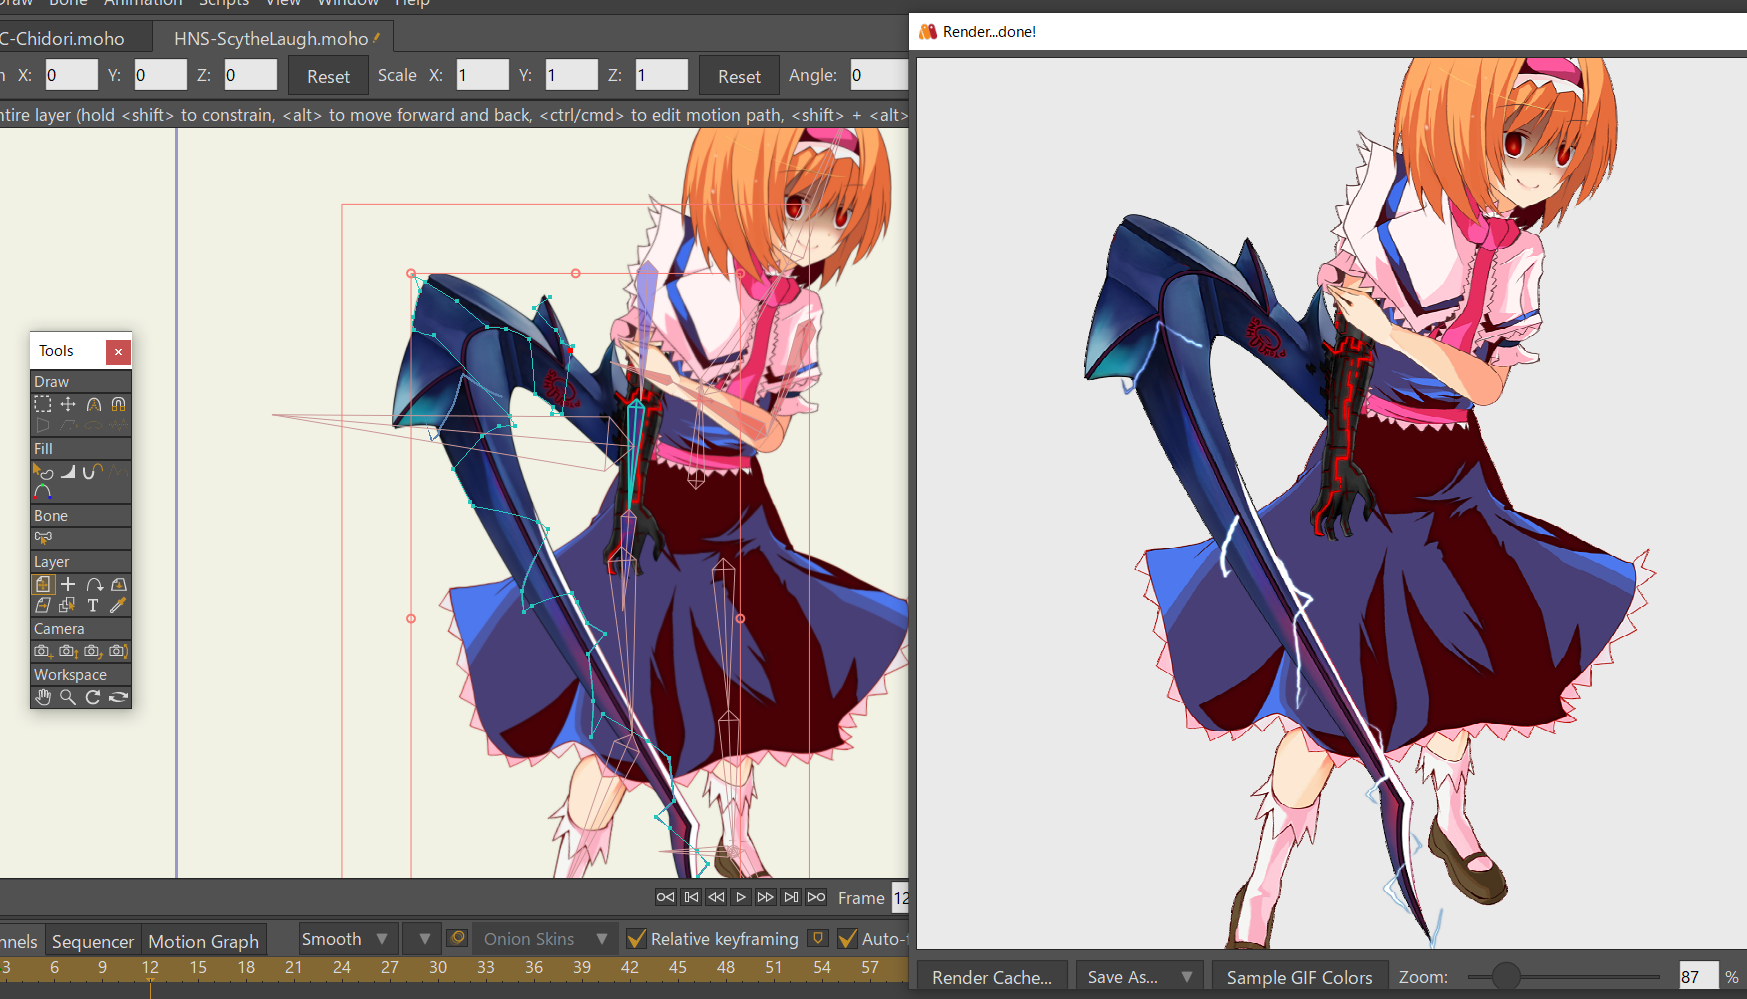 Draw Bone Animation Scripts View Window Help
C-Chidori.moho
HNS-ScytheLaugh.moho
Render...done!
n X: 0 Y: 0 Z: 0 Reset Scale X: 1 Y: 1 Z: 1 Reset Angle: 0
ntire layer (hold <shift> to constrain, <alt> to move forward and back, <ctrl/cmd> to edit motion path, <shift> + <alt>
Tools
Draw
Fill
Bone
Layer
T
Camera
Workspace
Frame 12
nnels Sequencer Motion Graph Smooth Onion Skins Relative keyframing Auto-f
3 6 9 12 15 18 21 24 27 30 33 36 39 42 45 48 51 54 57
Render Cache... Save As... Sample GIF Colors Zoom: 87 %